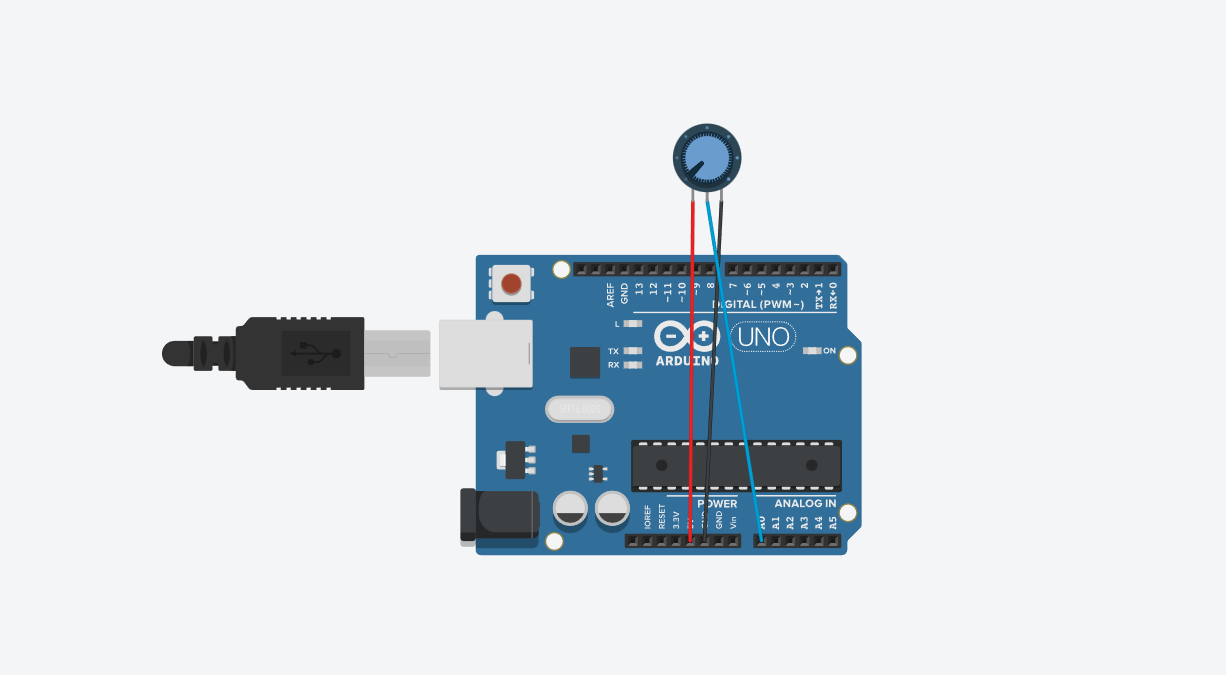 AREF
GND
13
12
~11
~10
~9
8
7
~6
~5
4
~3
2
TX→1
RX←0
DIGITAL (PWM~)
L
TX
RX
ARDUINO
UNO
ON
POWER
ANALOG IN
IOREF
RESET
3.3V
GND
Vin
A0
A1
A2
A3
A4
A5